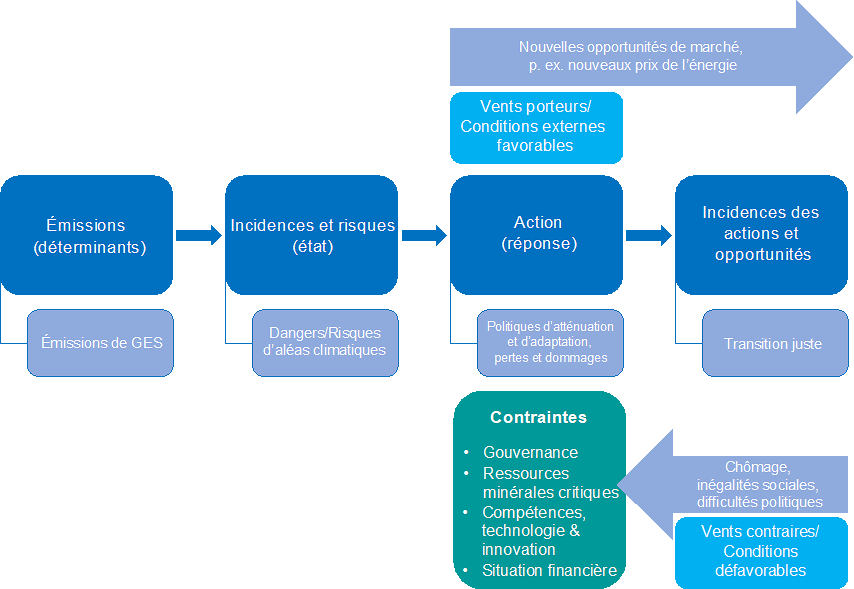 Nouvelles opportunités de marché,
p. ex. nouveaux prix de l'énergie
Vents porteurs/
Conditions externes
favorables
Émissions
(déterminants)
Incidences et risques
(état)
Action
(réponse)
Incidences des
actions et
opportunités
Émissions de GES
Dangers/Risques
d'aléas climatiques
Politiques d'atténuation
et d'adaptation,
pertes et dommages
Transition juste
Contraintes
• Gouvernance
• Ressources
minérales critiques
• Compétences,
technologie &
innovation
• Situation financière
Chômage,
inégalités sociales,
difficultés politiques
Vents contraires/
Conditions
défavorables